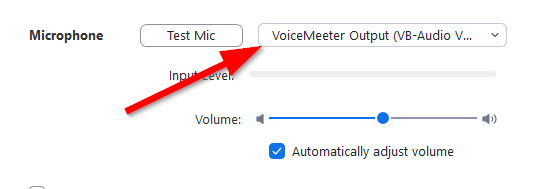 Microphone
Test Mic
VoiceMeeter Output (VB-Audio V...
Input Level:
Volume:
Automatically adjust volume